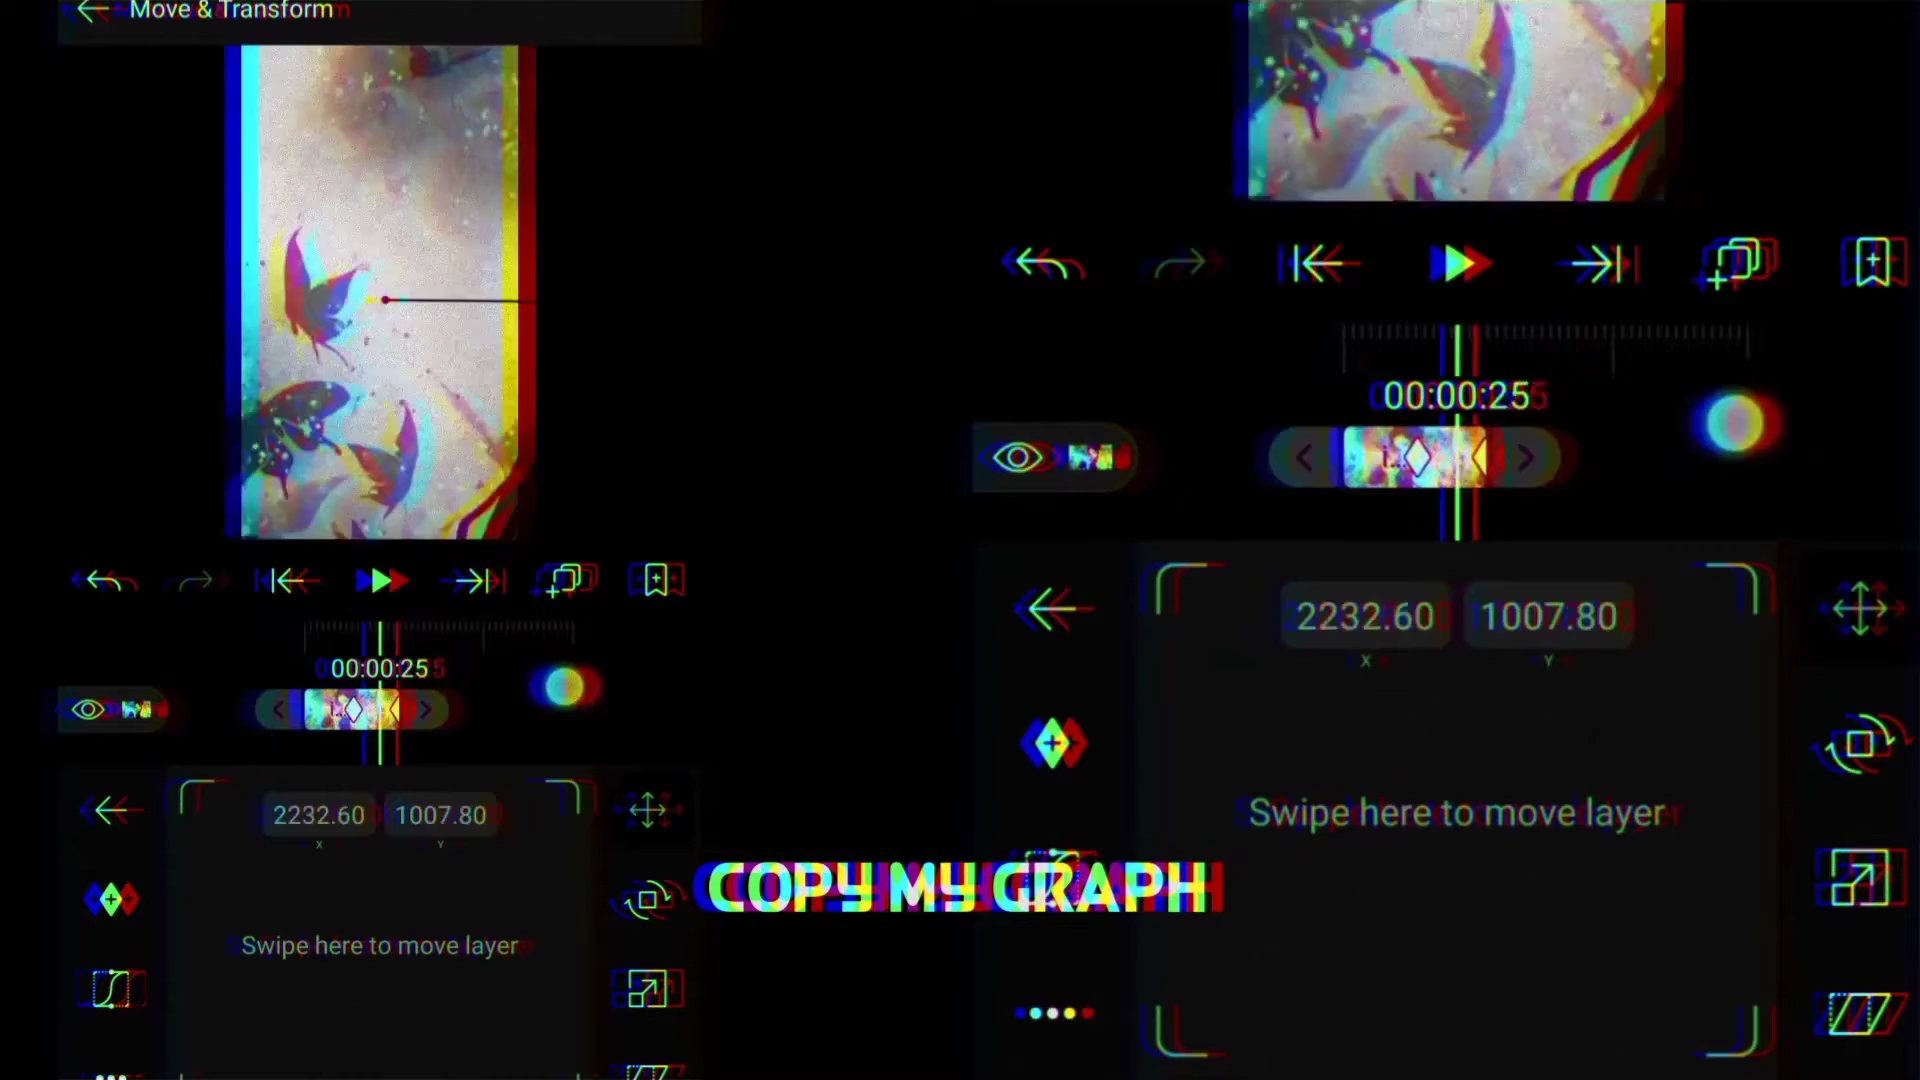 Move & Transform
00:00:25
2232.60 1007.80
X Y
Swipe here to move layer
00:00:25
i...
2232.60 1007.80
X Y
Swipe here to move layer
COPY MY GRAPH